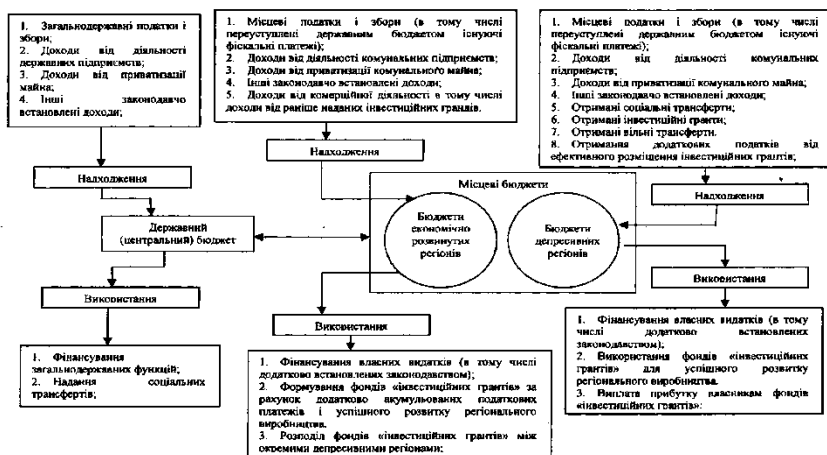 1. Загальнодержавні податки і
збори;
2. Доходи від діяльності
державних підприємств;
3. Доходи від приватизації
майна;
4. Інші законодавчо
встановлені доходи;
1. Місцеві податки і збори (в тому числі
переуступлені державним бюджетом існуючі
фіскальні платежі);
2. Доходи від діяльності комунальних підприємств;
3. Доходи від приватизації комунального майна;
4. Інші законодавчо встановлені доходи;
5. Доходи від комерційної діяльності в тому числі
доходи від раніше наданих інвестиційних грандів.
1. Місцеві податки і збори (в тому числі
переуступлені державним бюджетом існуючі
фіскальні платежі);
2. Доходи від діяльності комунальних
підприємств;
3. Доходи від приватизації комунального майна;
4. Інші законодавчо встановлені доходи;
5. Отримані соціальні трансферти;
6. Отримані інвестиційні гранти;
7. Отримані вільні трансферти.
8. Отримання додаткових податків від
ефективного розміщення інвестиційних грантів;
Надходження
Надходження
Надходження
Місцеві бюджети
Державний
(центральний) бюджет
Бюджети
економічно
розвинутих
регіонів
Бюджети
депресивних
регіонів
Використання
Використання
Використання
1. Фінансування
загальнодержавних функцій;
2. Надання соціальних
трансфертів;
1. Фінансування власних видатків (в тому числі
додатково встановлених законодавством);
2. Формування фондів «інвестиційних грантів» за
рахунок додатково акумульованих податкових
платежів і успішного розвитку регіонального
виробництва.
3. Розподіл фондів «інвестиційних грантів» між
окремими депресивними регіонами;
1. Фінансування власних видатків (в тому
числі додатково встановлених
законодавством);
2. Використання фондів «інвестиційних
грантів» для успішного розвитку
регіонального виробництва.
3. Виплата прибутку власникам фондів
«інвестиційних грантів»: